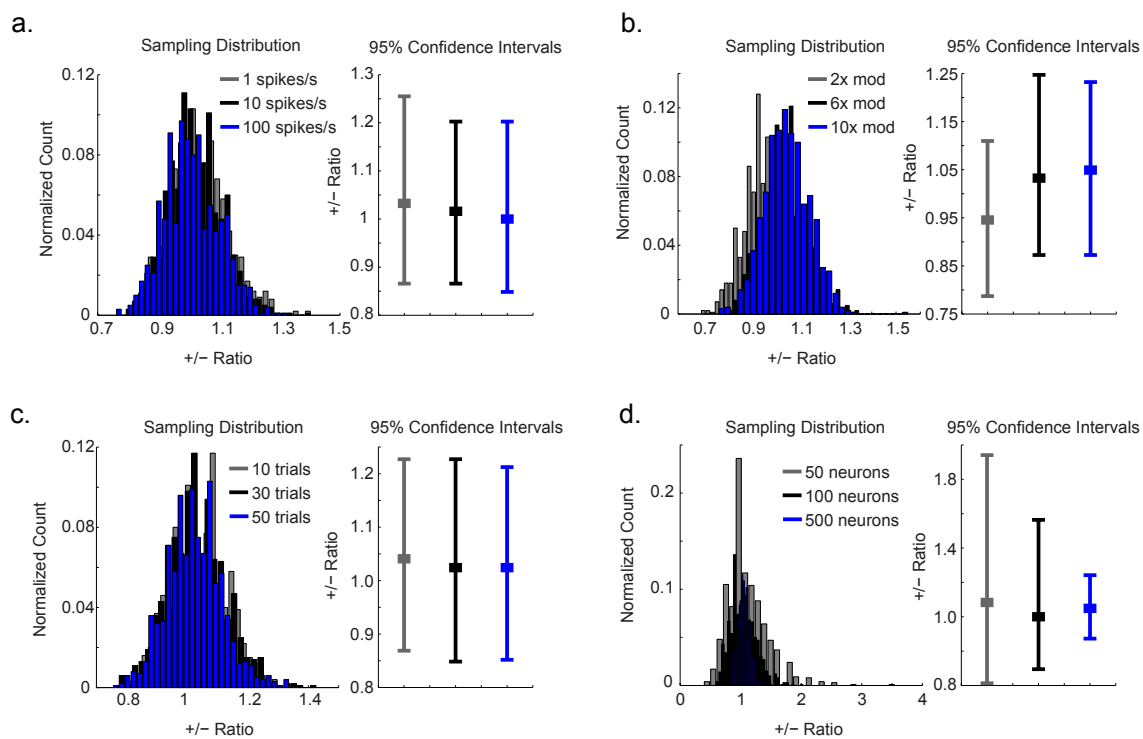 a.
Sampling Distribution
95% Confidence Intervals
1 spikes/s
10 spikes/s
100 spikes/s
Normalized Count
0.12
0.08
0.04
0
0.7
0.9
1.1
1.3
1.5
+/− Ratio
+/− Ratio
1.3
1.2
1.1
1
0.9
0.8
b.
Sampling Distribution
95% Confidence Intervals
2x mod
6x mod
10x mod
Normalized Count
0.12
0.08
0.04
0
0.7
0.9
1.1
1.3
1.5
+/− Ratio
+/− Ratio
1.25
1.15
1.05
0.95
0.85
0.75
c.
Sampling Distribution
95% Confidence Intervals
10 trials
30 trials
50 trials
Normalized Count
0.12
0.08
0.04
0
0.8
1
1.2
1.4
+/− Ratio
+/− Ratio
1.2
1.0
0.9
0.8
d.
Sampling Distribution
95% Confidence Intervals
50 neurons
100 neurons
500 neurons
Normalized Count
0.2
0.1
0
0
1
2
3
4
+/− Ratio
+/− Ratio
1.8
1.4
1.0
0.8